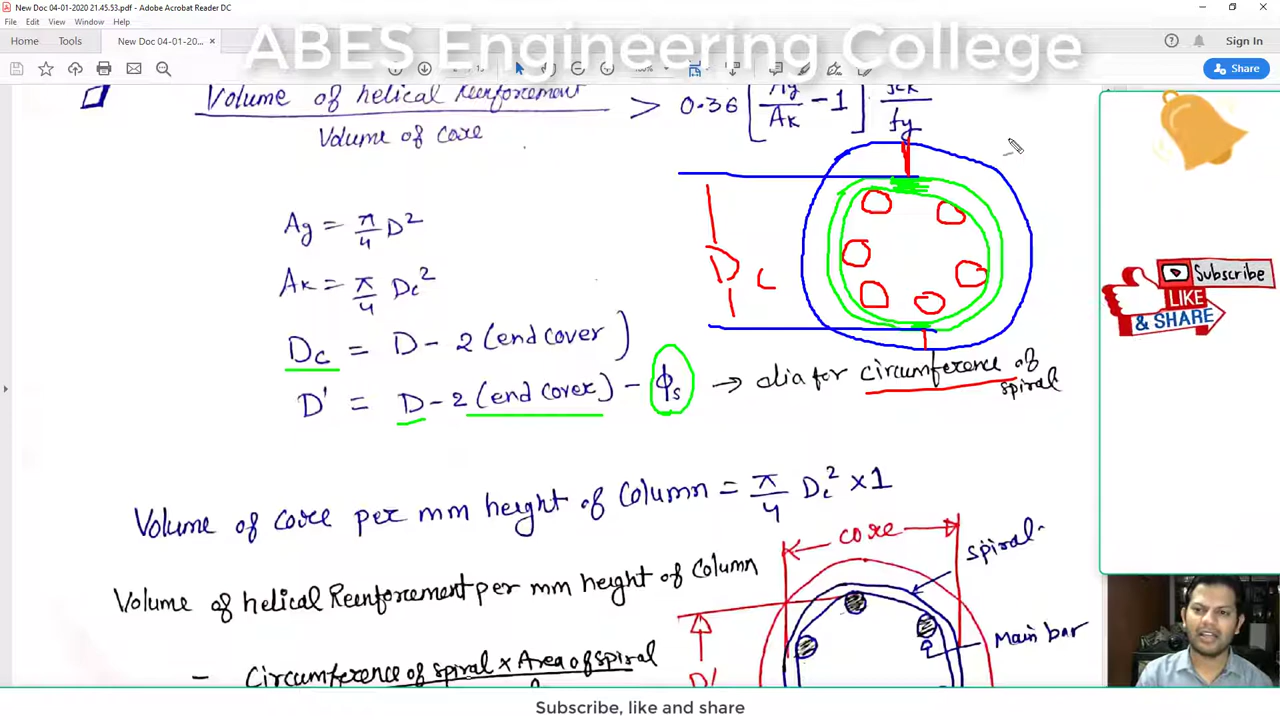 New Doc 04-01-2020 21.45.53.pdf - Adobe Acrobat Reader DC
File Edit View Window Help
ABES Engineering College
Home Tools New Doc 04-01-20... × Sign In
Share
Volume of helical Reinforcement / Volume of core > 0.36 [Ag/Ak - 1] fck/fy
Ag = π/4 D²
Ak = π/4 Dc²
Dc
Dc = D - 2 (end cover)
D' = D - 2 (end cover) - φs → dia for circumference of spiral
Volume of core per mm height of Column = π/4 Dc² × 1
core
spiral
Volume of helical Reinforcement per mm height of Column
Main bar
- Circumference of spiral × Area of spiral
D'
Subscribe
LIKE
& SHARE
Subscribe, like and share